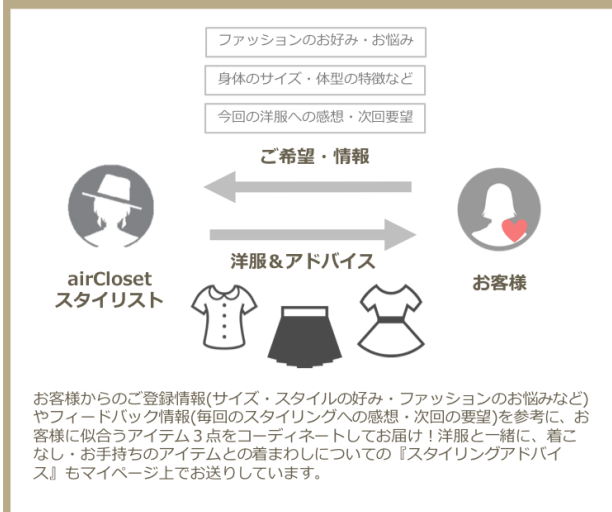 ファッションのお好み・お悩み
身体のサイズ・体型の特徴など
今回の洋服への感想・次回要望
ご希望・情報
洋服&アドバイス
airCloset
スタイリスト
お客様
お客様からのご登録情報(サイズ・スタイルの好み・ファッションのお悩みなど)
やフィードバック情報(毎回のスタイリングへの感想・次回の要望)を参考に、お
客様に似合うアイテム３点をコーディネートしてお届け！洋服と一緒に、着こ
なし・お手持ちのアイテムとの着まわしについての『スタイリングアドバイ
ス』もマイページ上でお送りしています。